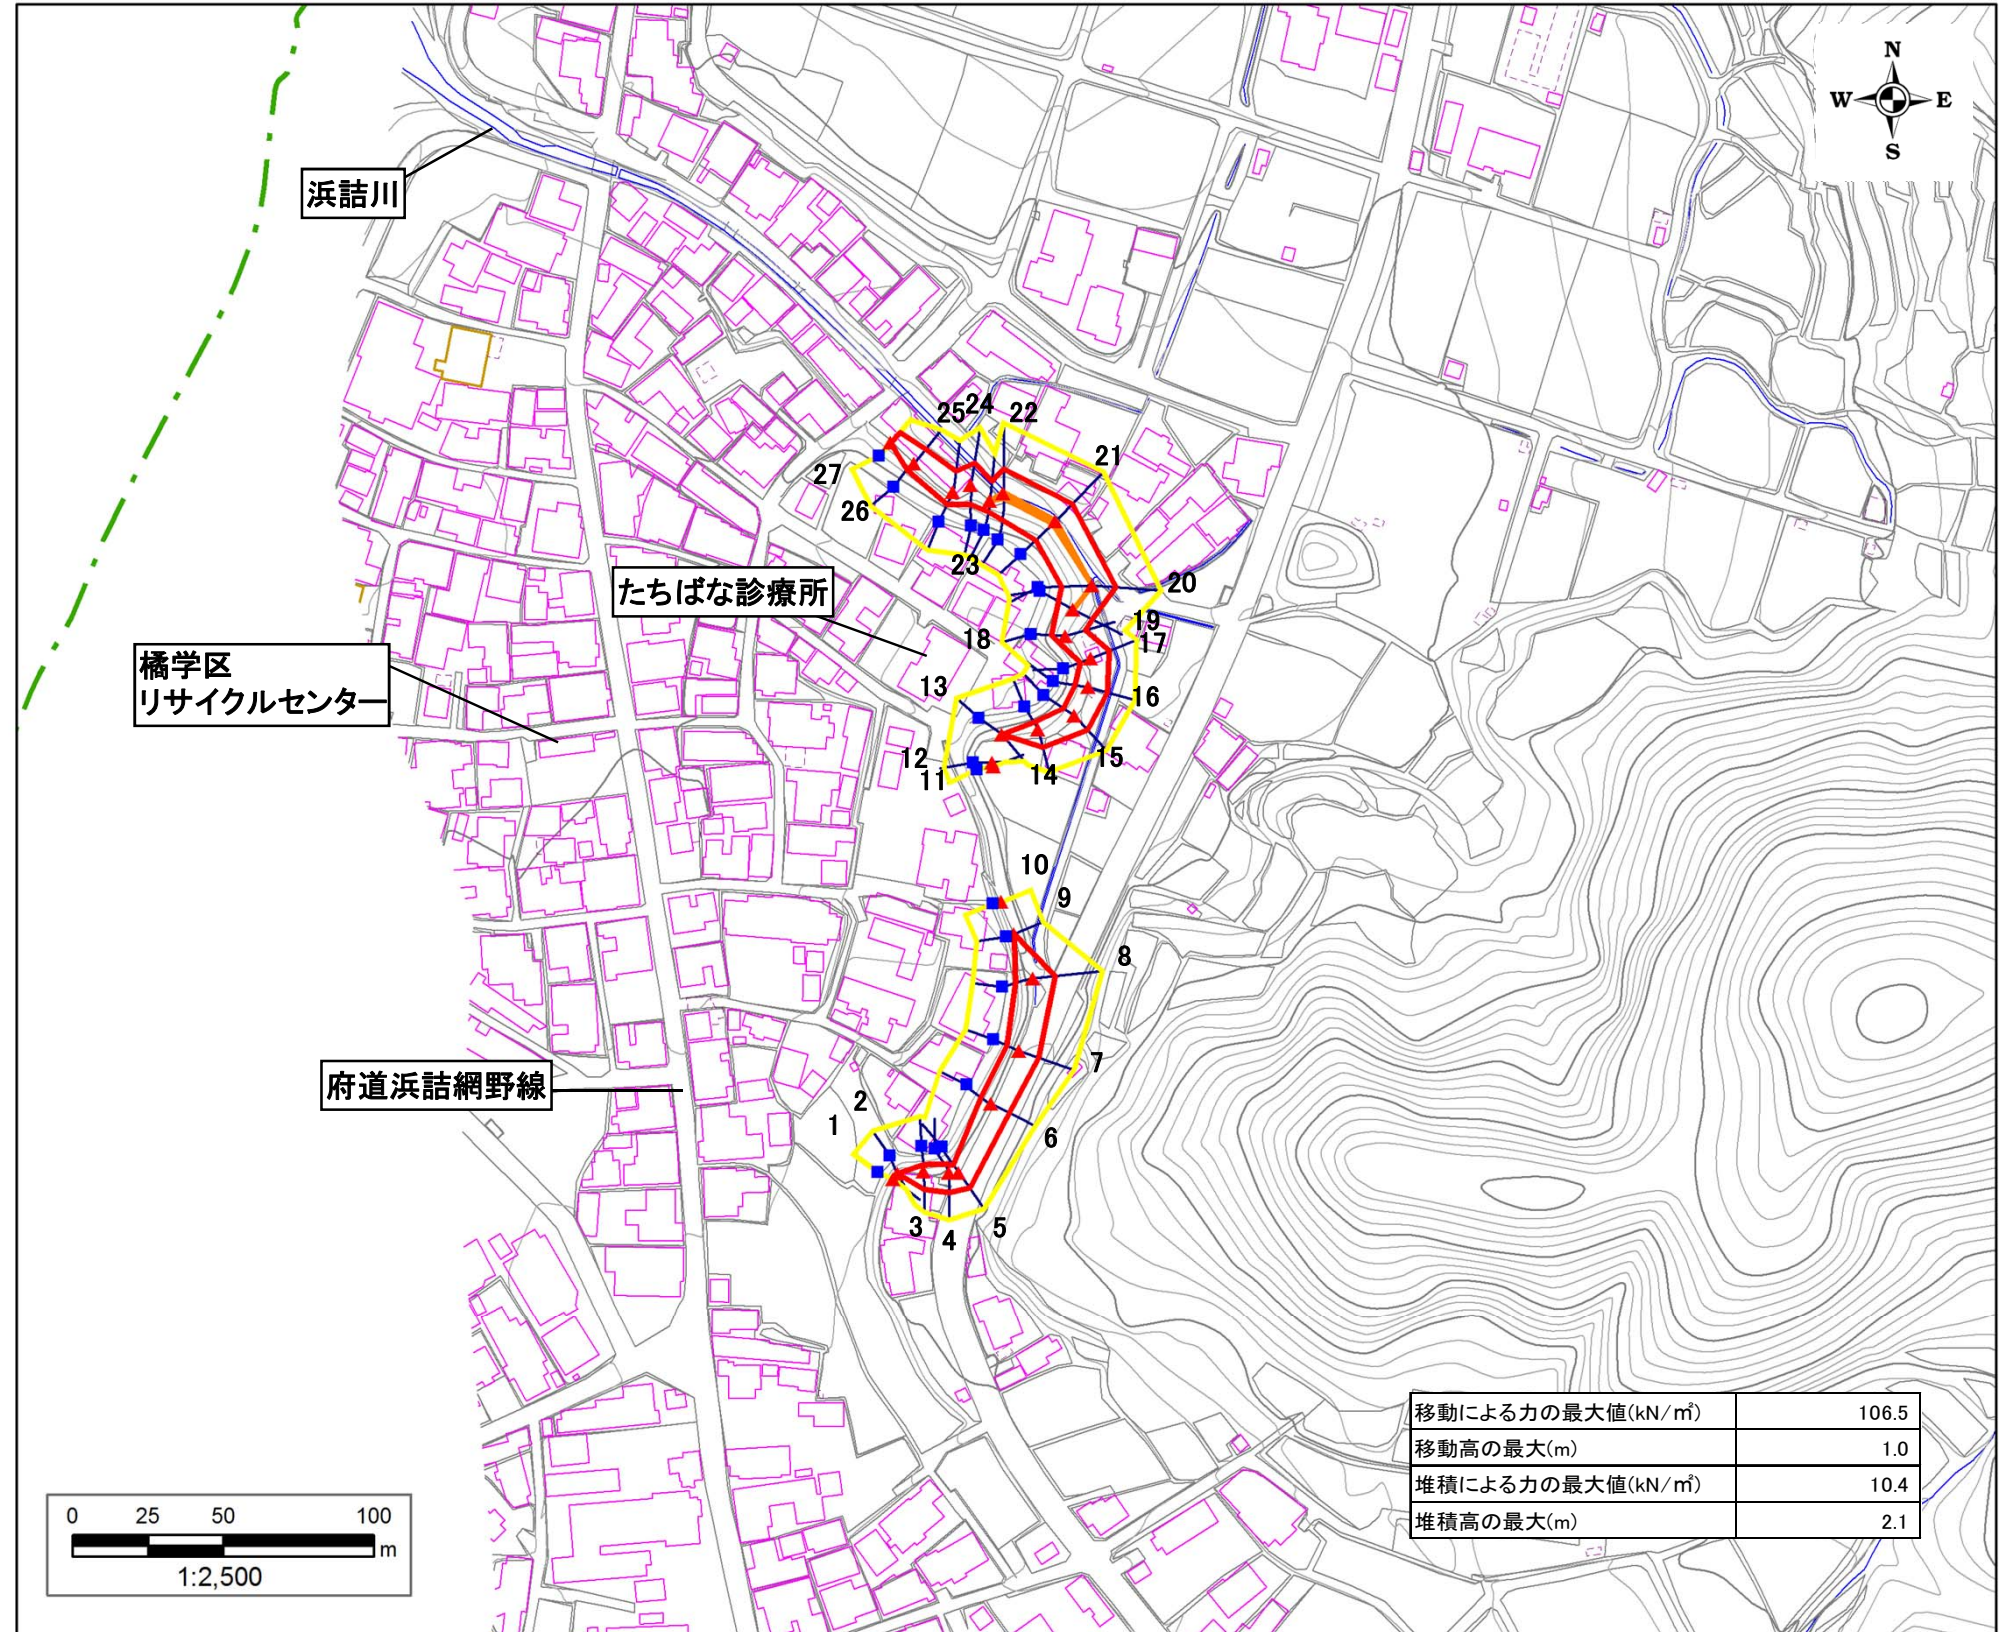 N
W E
S
浜詰川
25 24 22
21
27
26
23
20
たちばな診療所
19
18
17
橘学区
リサイクルセンター
13
16
12
11
14
15
10
9
8
府道浜詰網野線
7
2
1
6
3
4
5
移動による力の最大値(kN/㎡) 106.5
移動高の最大(m) 1.0
堆積による力の最大値(kN/㎡) 10.4
堆積高の最大(m) 2.1
0 25 50 100
m
1:2,500